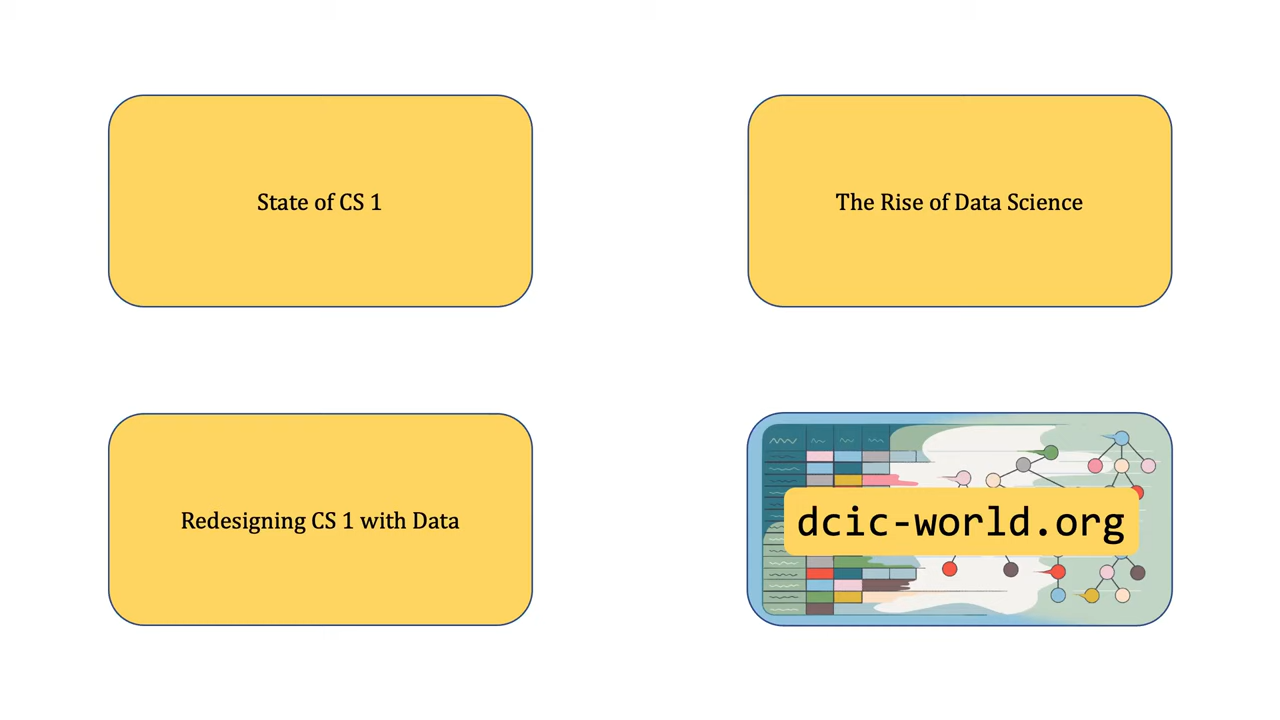 State of CS 1
The Rise of Data Science
Redesigning CS 1 with Data
dcic-world.org